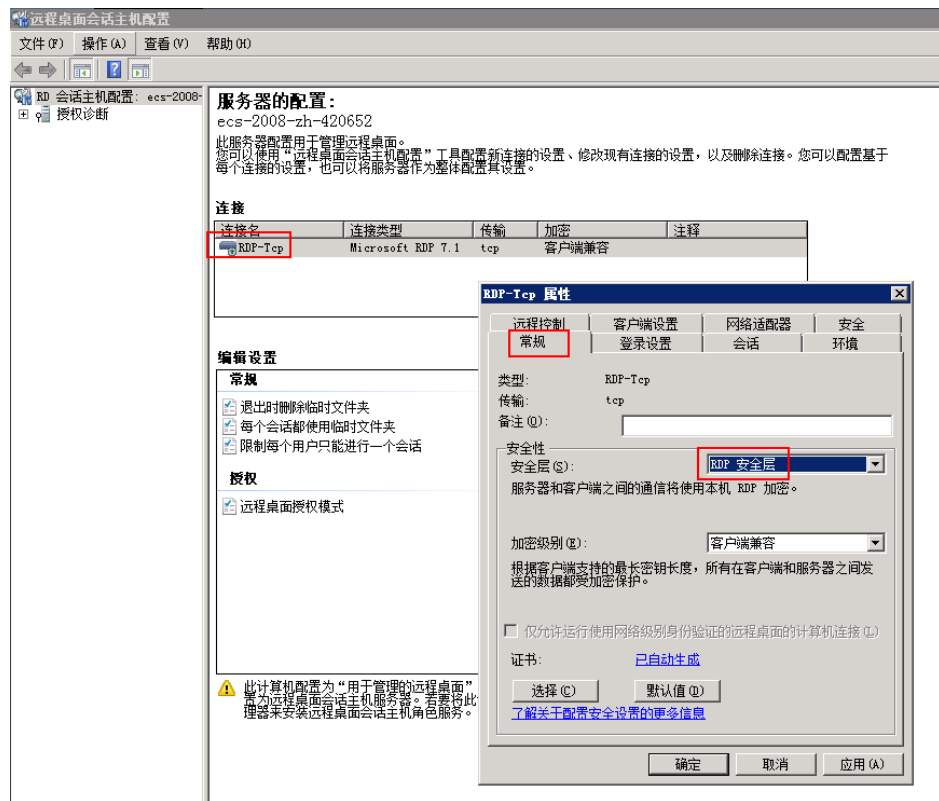 远程桌面会话主机配置
文件(F) 操作(A) 查看(V) 帮助(H)
RD 会话主机配置: ecs-2008-
授权诊断
服务器的配置:
ecs-2008-zh-420652
此服务器配置用于管理远程桌面。
您可以使用“远程桌面会话主机配置”工具配置新连接的设置、修改现有连接的设置，以及删除连接。您可以配置基于
每个连接的设置，也可以将服务器作为整体配置其设置。
连接
连接名 连接类型 传输 加密 注释
RDP-Tcp Microsoft RDP 7.1 tcp 客户端兼容
编辑设置
常规
退出时删除临时文件夹
每个会话都使用临时文件夹
限制每个用户只能进行一个会话
授权
远程桌面授权模式
此计算机配置为“用于管理的远程桌面”
置为远程桌面会话主机服务器。若要将此
理器来安装远程桌面会话主机角色服务。
RDP-Tcp 属性
远程控制 客户端设置 网络适配器 安全
常规 登录设置 会话 环境
类型: RDP-Tcp
传输: tcp
备注(O):
安全性
安全层(S): RDP 安全层
服务器和客户端之间的通信将使用本机 RDP 加密。
加密级别(E): 客户端兼容
根据客户端支持的最长密钥长度，所有在客户端和服务器之间发
送的数据都受加密保护。
仅允许运行使用网络级别身份验证的远程桌面的计算机连接(L)
证书: 已自动生成
选择(C) 默认值(D)
了解关于配置安全设置的更多信息
确定 取消 应用(A)